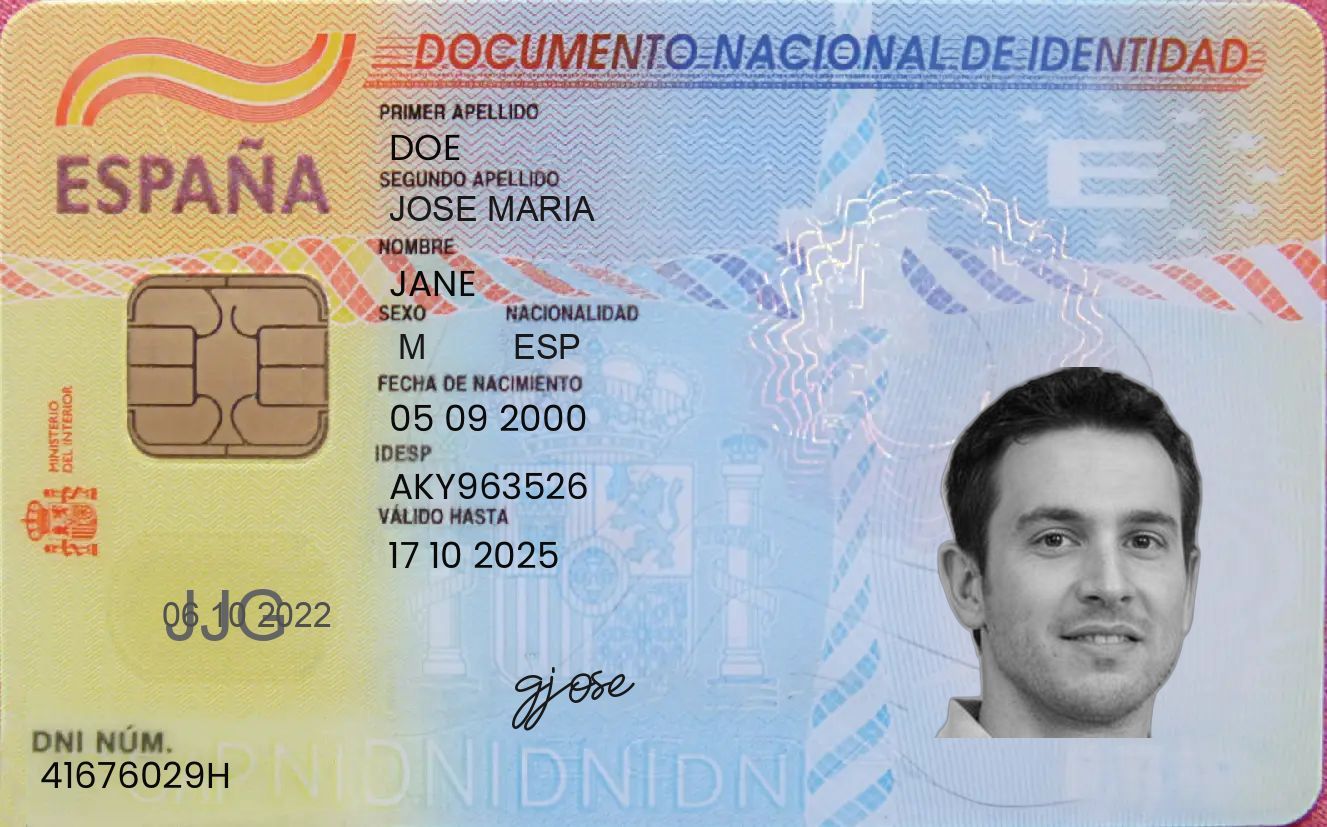 DOCUMENTO NACIONAL DE IDENTIDAD
ESPAÑA
PRIMER APELLIDO
DOE
SEGUNDO APELLIDO
JOSE MARIA
NOMBRE
JANE
SEXO NACIONALIDAD
M ESP
FECHA DE NACIMIENTO
05 09 2000
IDESP
AKY963526
VÁLIDO HASTA
17 10 2025
MINISTERIO
DEL INTERIOR
E
06 10 2022
JJG
gjose
DNI NÚM.
41676029H
DNIDNIDNIDN